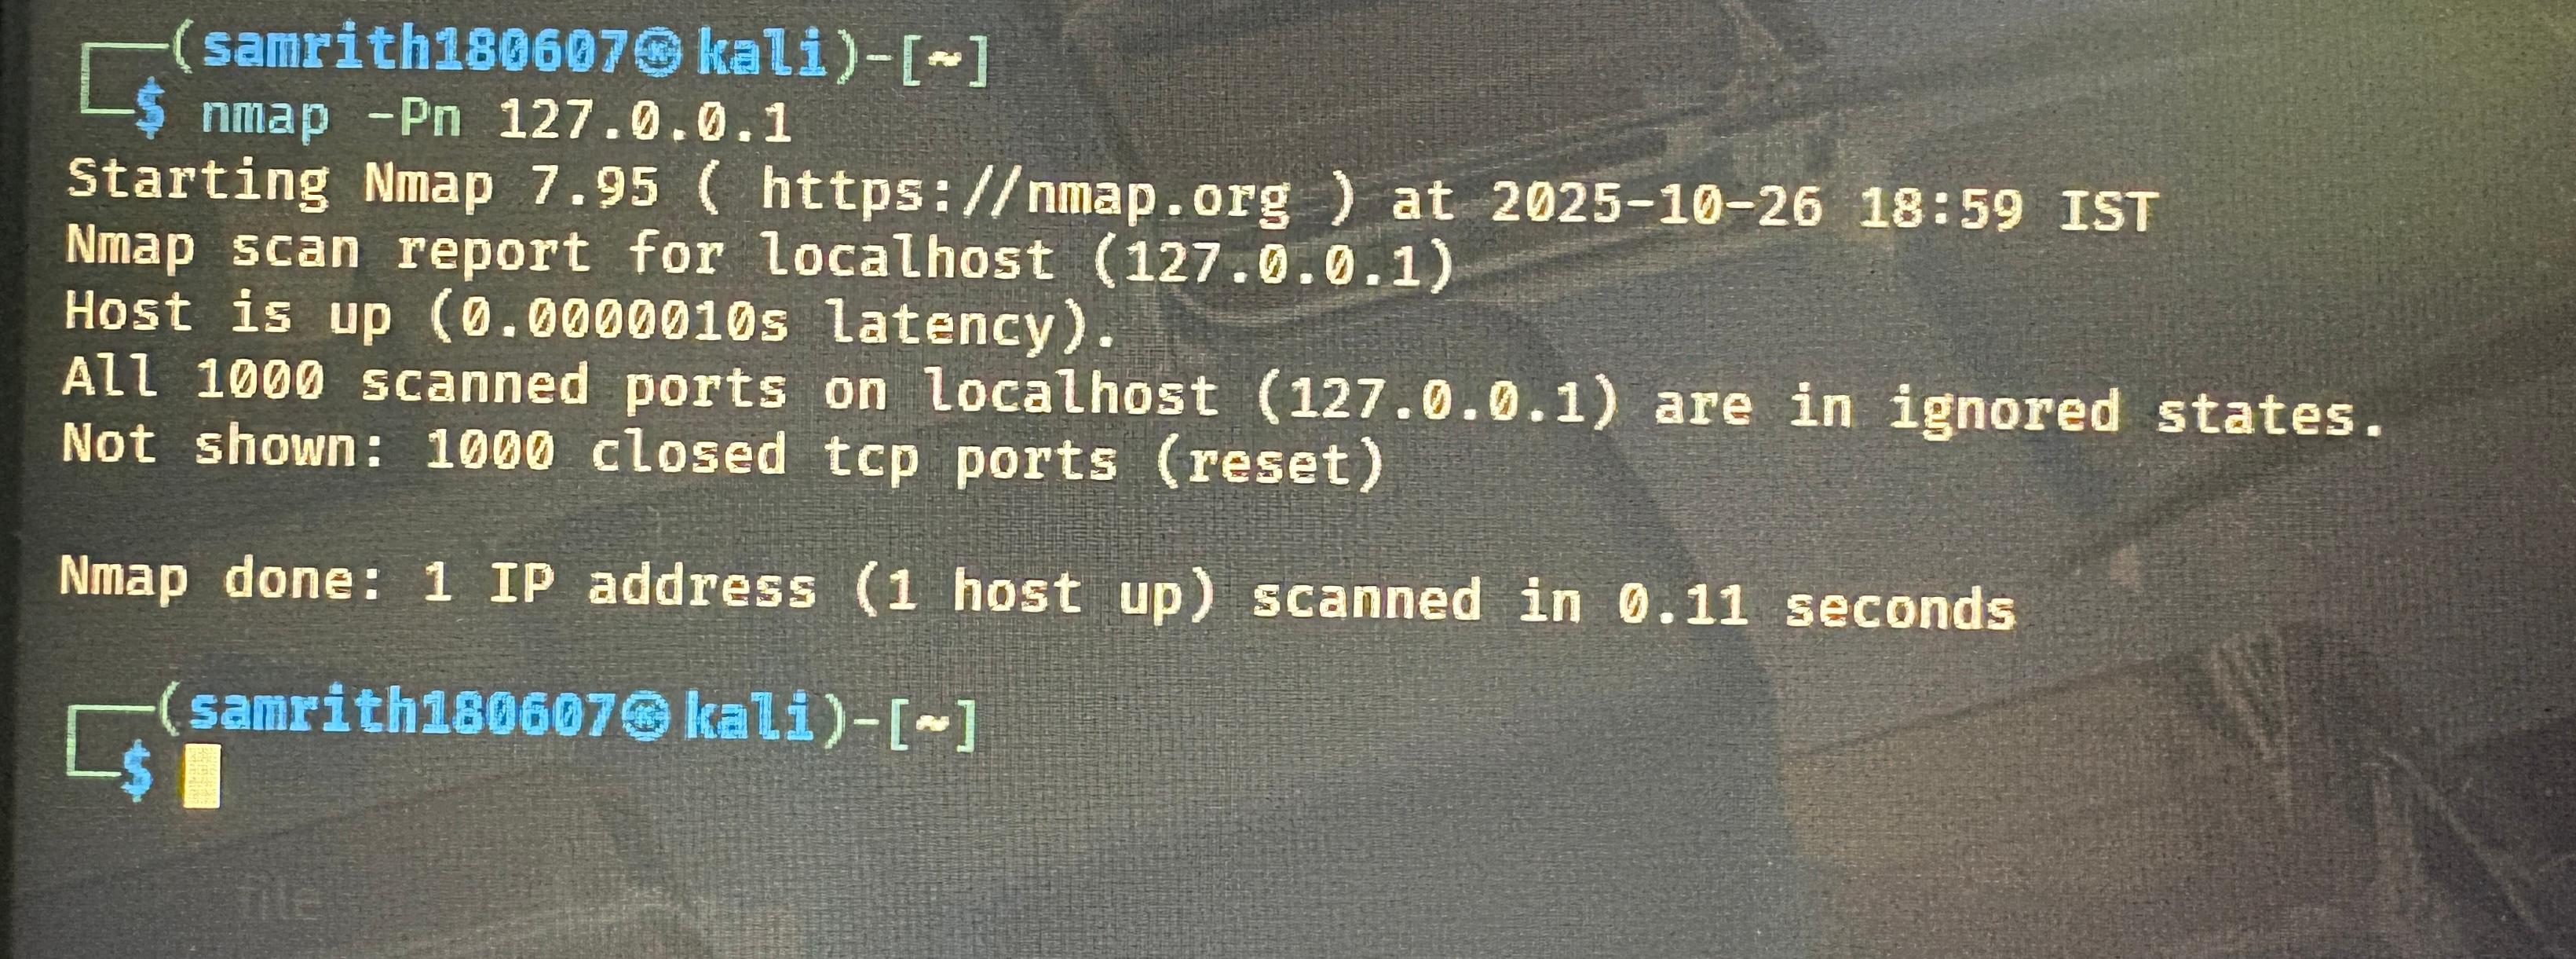 ┌──(samrith180607㉿kali)-[~]
└─$ nmap -Pn 127.0.0.1
Starting Nmap 7.95 ( https://nmap.org ) at 2025-10-26 18:59 IST
Nmap scan report for localhost (127.0.0.1)
Host is up (0.0000010s latency).
All 1000 scanned ports on localhost (127.0.0.1) are in ignored states.
Not shown: 1000 closed tcp ports (reset)
Nmap done: 1 IP address (1 host up) scanned in 0.11 seconds
┌──(samrith180607㉿kali)-[~]
└─$
file